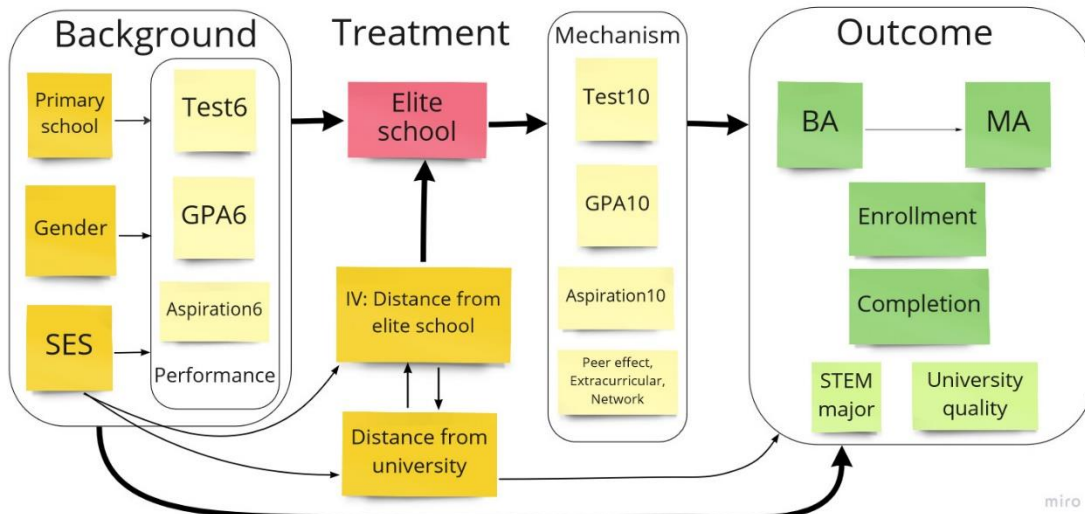 Background
Primary
school
Gender
SES
Test6
GPA6
Aspiration6
Performance
Treatment
Elite
school
IV: Distance from
elite school
Distance from
university
Mechanism
Test10
GPA10
Aspiration10
Peer effect,
Extracurricular,
Network
Outcome
BA
MA
Enrollment
Completion
STEM
major
University
quality
miro